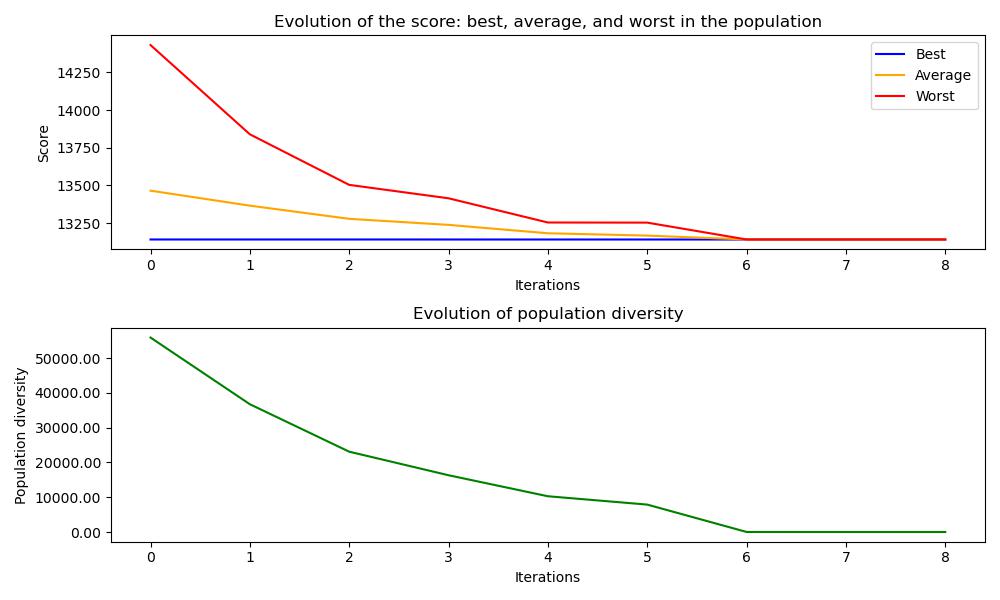 Evolution of the score: best, average, and worst in the population
Score
14250
14000
13750
13500
13250
Best
Average
Worst
0 1 2 3 4 5 6 7 8
Iterations
Evolution of population diversity
Population diversity
50000.00
40000.00
30000.00
20000.00
10000.00
0.00
0 1 2 3 4 5 6 7 8
Iterations